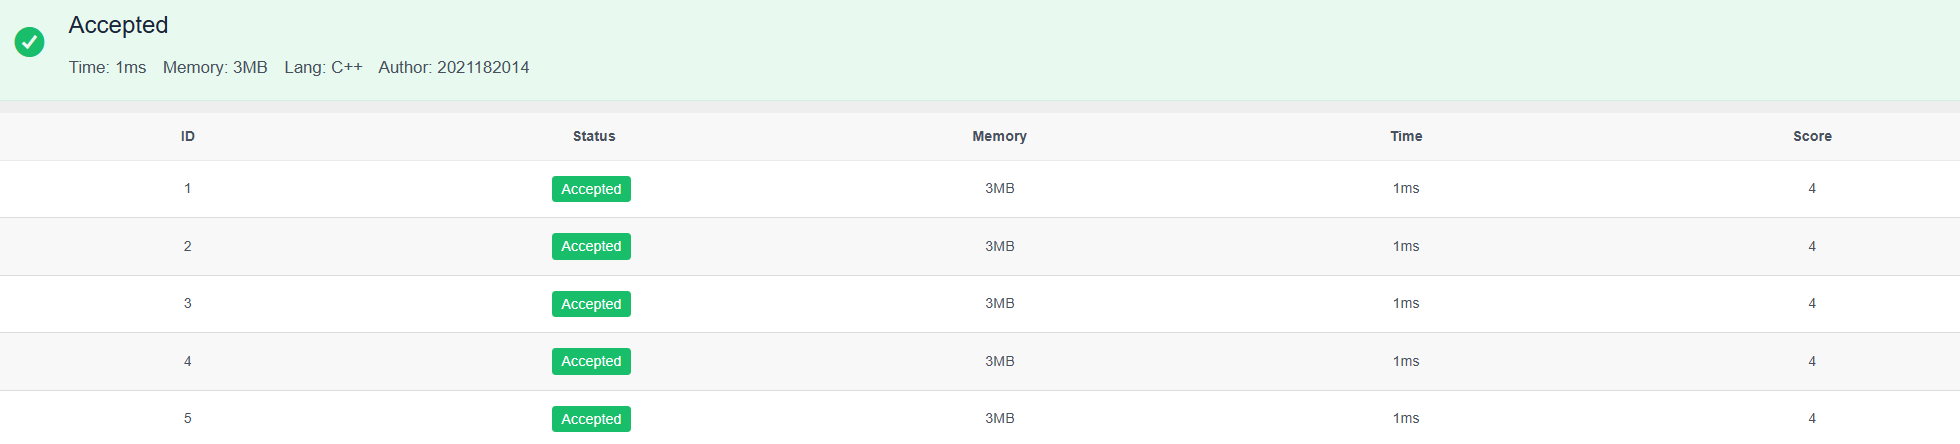 Accepted
Time: 1ms Memory: 3MB Lang: C++ Author: 2021182014
ID Status Memory Time Score
1 Accepted 3MB 1ms 4
2 Accepted 3MB 1ms 4
3 Accepted 3MB 1ms 4
4 Accepted 3MB 1ms 4
5 Accepted 3MB 1ms 4